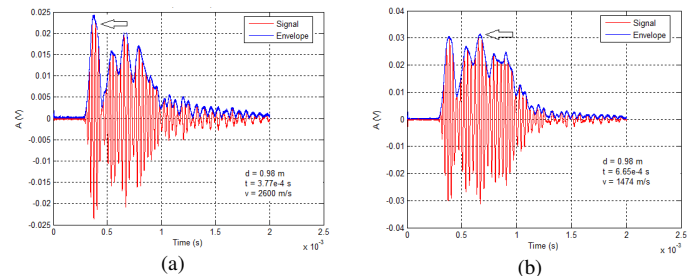 0.025
0.02
0.015
0.01
0.005
0
0.005
-0.01
0.015
-0.02
-0.025
A (V)
0 0.5 1 1.5 2 2.5
Time (s)
x 10⁻³
Signal
Envelope
d = 0.98 m
t = 3.77e-4 s
v = 2600 m/s
(a)
0.04
0.03
0.02
0.01
0
-0.01
-0.02
-0.03
-0.04
A (V)
0 0.5 1 1.5 2 2.5
Time (s)
x 10⁻³
Signal
Envelope
d = 0.98 m
t = 6.65e-4 s
v = 1474 m/s
(b)